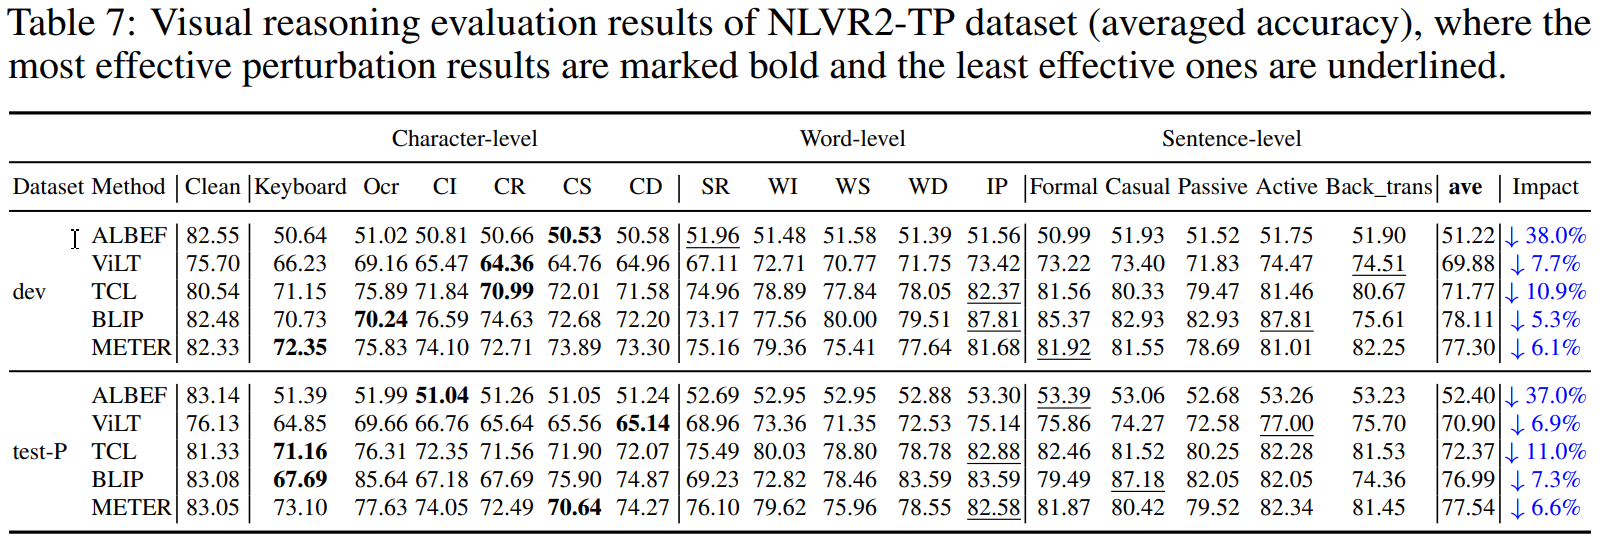 Table 7: Visual reasoning evaluation results of NLVR2-TP dataset (averaged accuracy), where the
most effective perturbation results are marked bold and the least effective ones are underlined.
Character-level Word-level Sentence-level
Dataset Method Clean Keyboard Ocr CI CR CS CD SR WI WS WD IP Formal Casual Passive Active Back_trans ave Impact
ALBEF 82.55 50.64 51.02 50.81 50.66 50.53 50.58 51.96 51.48 51.58 51.39 51.56 50.99 51.93 51.52 51.75 51.90 51.22 ↓ 38.0%
ViLT 75.70 66.23 69.16 65.47 64.36 64.76 64.96 67.11 72.71 70.77 71.75 73.42 73.22 73.40 71.83 74.47 74.51 69.88 ↓ 7.7%
dev TCL 80.54 71.15 75.89 71.84 70.99 72.01 71.58 74.96 78.89 77.84 78.05 82.37 81.56 80.33 79.47 81.46 80.67 71.77 ↓ 10.9%
BLIP 82.48 70.73 70.24 76.59 74.63 72.68 72.20 73.17 77.56 80.00 79.51 87.81 85.37 82.93 82.93 87.81 75.61 78.11 ↓ 5.3%
METER 82.33 72.35 75.83 74.10 72.71 73.89 73.30 75.16 79.36 75.41 77.64 81.68 81.92 81.55 78.69 81.01 82.25 77.30 ↓ 6.1%
ALBEF 83.14 51.39 51.99 51.04 51.26 51.05 51.24 52.69 52.95 52.95 52.88 53.30 53.39 53.06 52.68 53.26 53.23 52.40 ↓ 37.0%
ViLT 76.13 64.85 69.66 66.76 65.64 65.56 65.14 68.96 73.36 71.35 72.53 75.14 75.86 74.27 72.58 77.00 75.70 70.90 ↓ 6.9%
test-P TCL 81.33 71.16 76.31 72.35 71.56 71.90 72.07 75.49 80.03 78.80 78.78 82.88 82.46 81.52 80.25 82.28 81.53 72.37 ↓ 11.0%
BLIP 83.08 67.69 85.64 67.18 67.69 75.90 74.87 69.23 72.82 78.46 83.59 83.59 79.49 87.18 82.05 82.05 74.36 76.99 ↓ 7.3%
METER 83.05 73.10 77.63 74.05 72.49 70.64 74.27 76.10 79.62 75.96 78.55 82.58 81.87 80.42 79.52 82.34 81.45 77.54 ↓ 6.6%